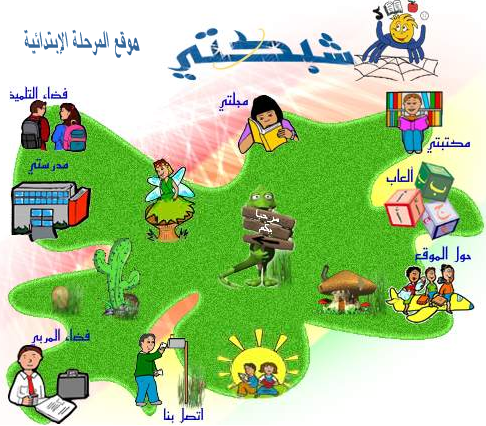 موقع المرحلة الإبتدائية
شبكتي
فضاء التلميذ
مجلتي
مكتبتي
مدرستي
ألعاب
مرحبا
بكم
حول الموقع
فضاء المربي
اتصل بنا